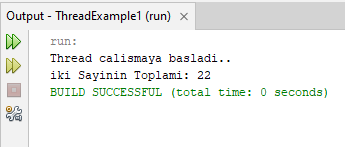 Output - ThreadExample1 (run)
run:
Thread calismaya basladi..
iki Sayinin Toplami: 22
BUILD SUCCESSFUL (total time: 0 seconds)